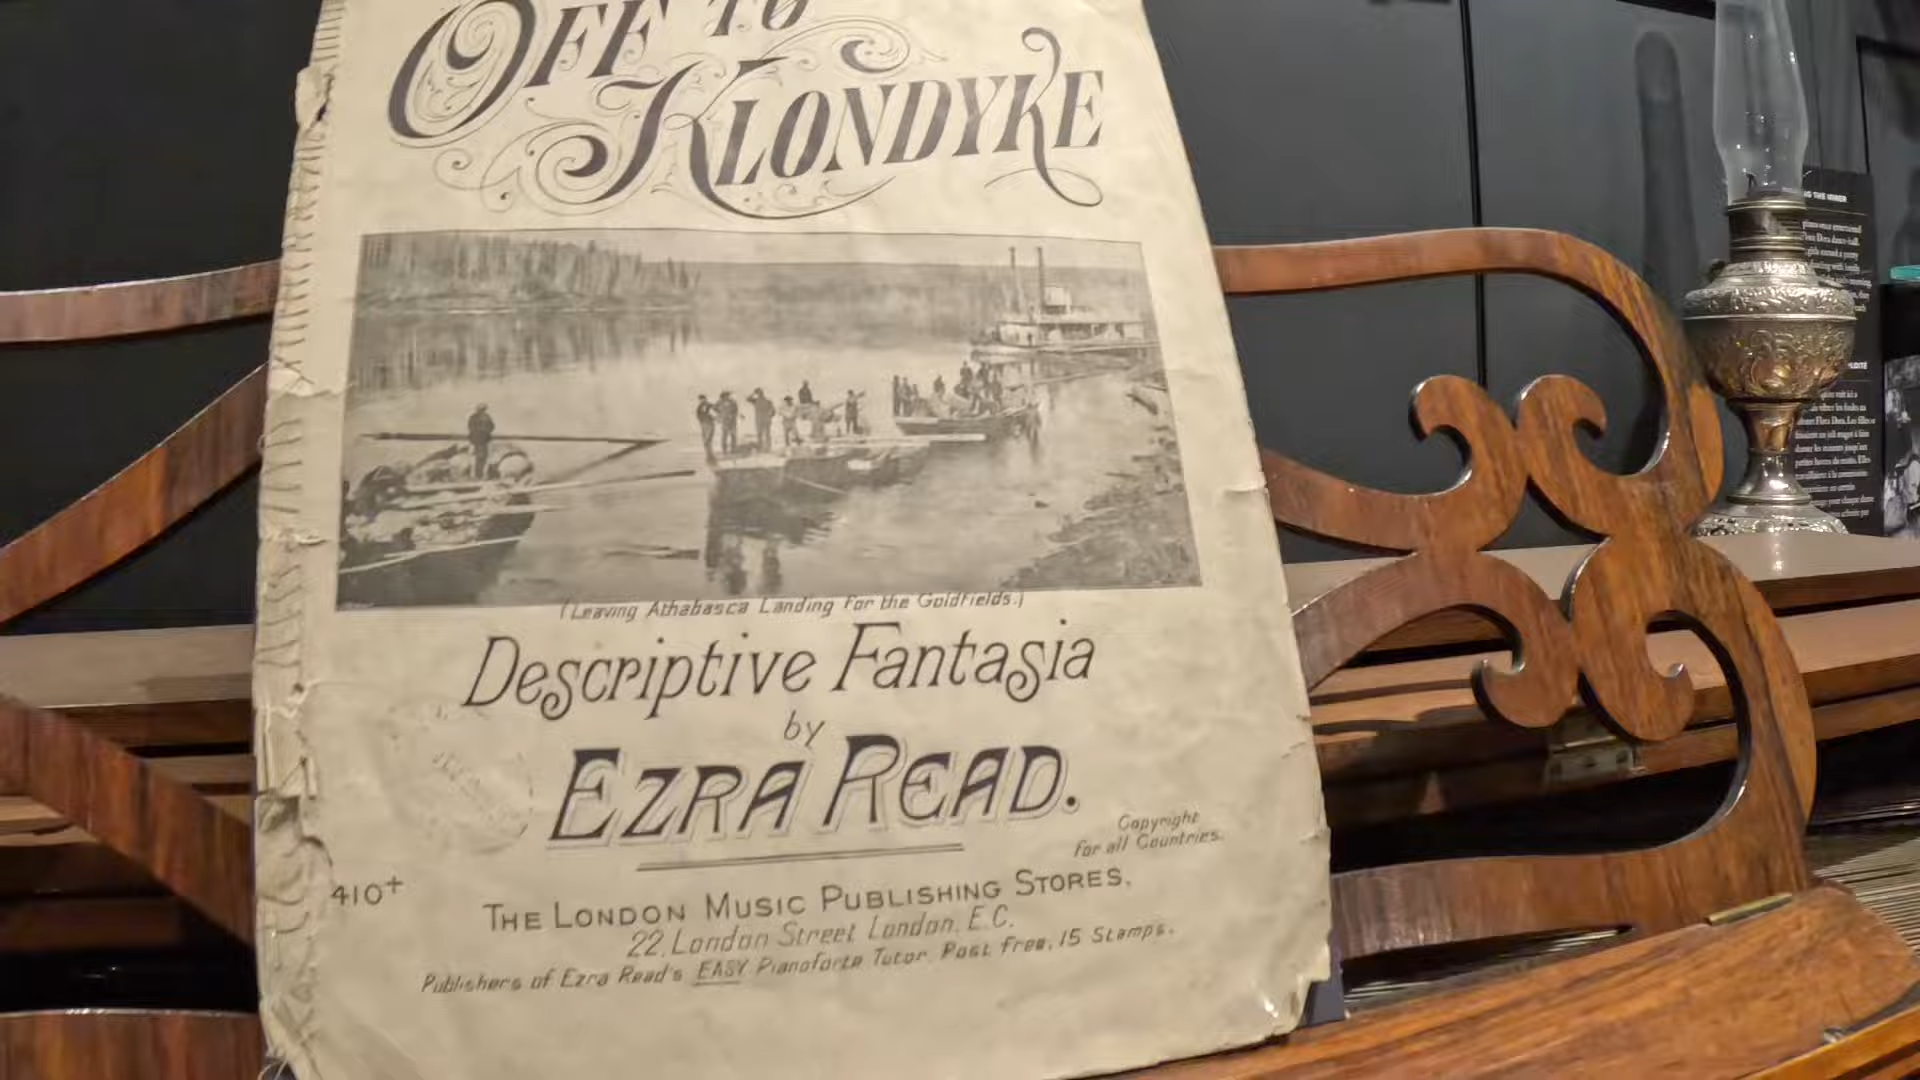 OFF TO
KLONDYKE
(Leaving Athabasca Landing For the Goldfields.)
Descriptive Fantasia
by
EZRA READ.
Copyright
for all Countries.
410+
THE LONDON MUSIC PUBLISHING STORES,
22, London Street London, E.C.
Publishers of Ezra Read's EASY Pianoforte Tutor, Post Free, 15 Stamps.
THE MINER